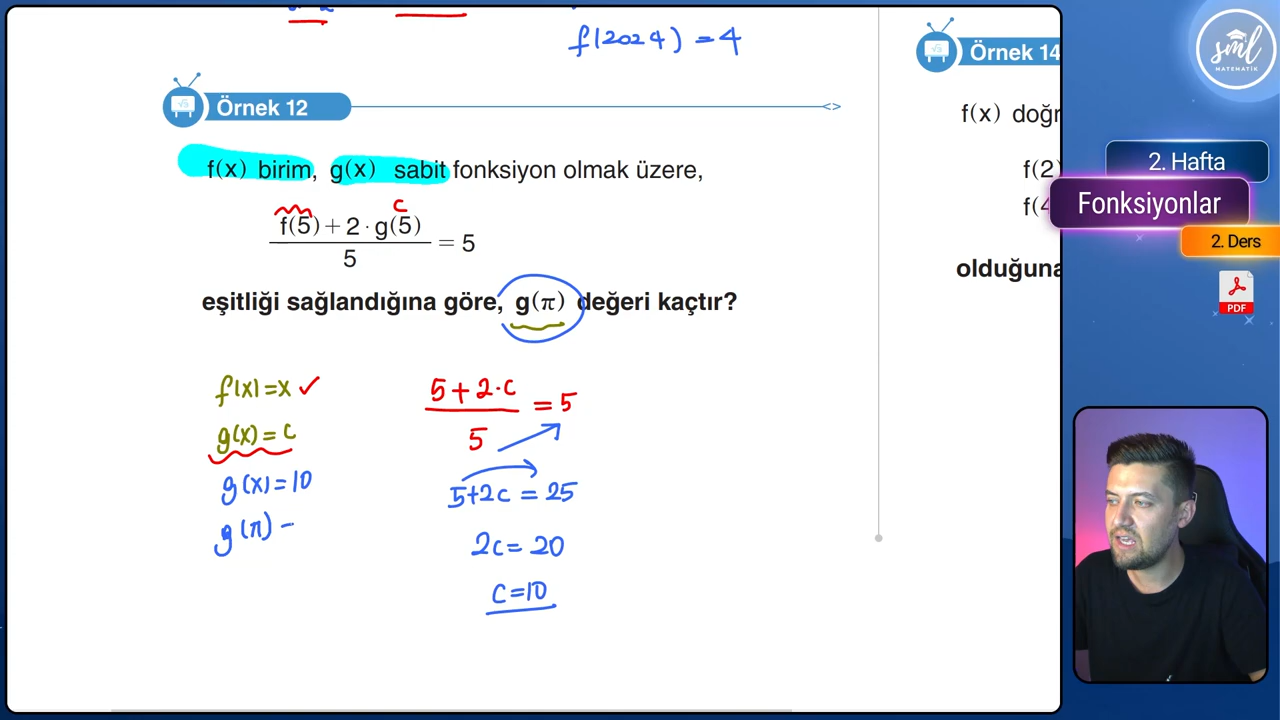 f(2024) = 4
Örnek 12
f(x) birim, g(x) sabit fonksiyon olmak üzere,
c
f(5) + 2 · g(5)
5
= 5
eşitliği sağlandığına göre, g(π) değeri kaçtır?
f(x) = x ✓
g(x) = c
g(x) = 10
g(π) -
5 + 2·c
5
= 5
5+2c = 25
2c = 20
c = 10
Örnek 14
f(x) doğr
f(2)
f(4
olduğuna
sml
MATEMATİK
2. Hafta
Fonksiyonlar
2. Ders
PDF